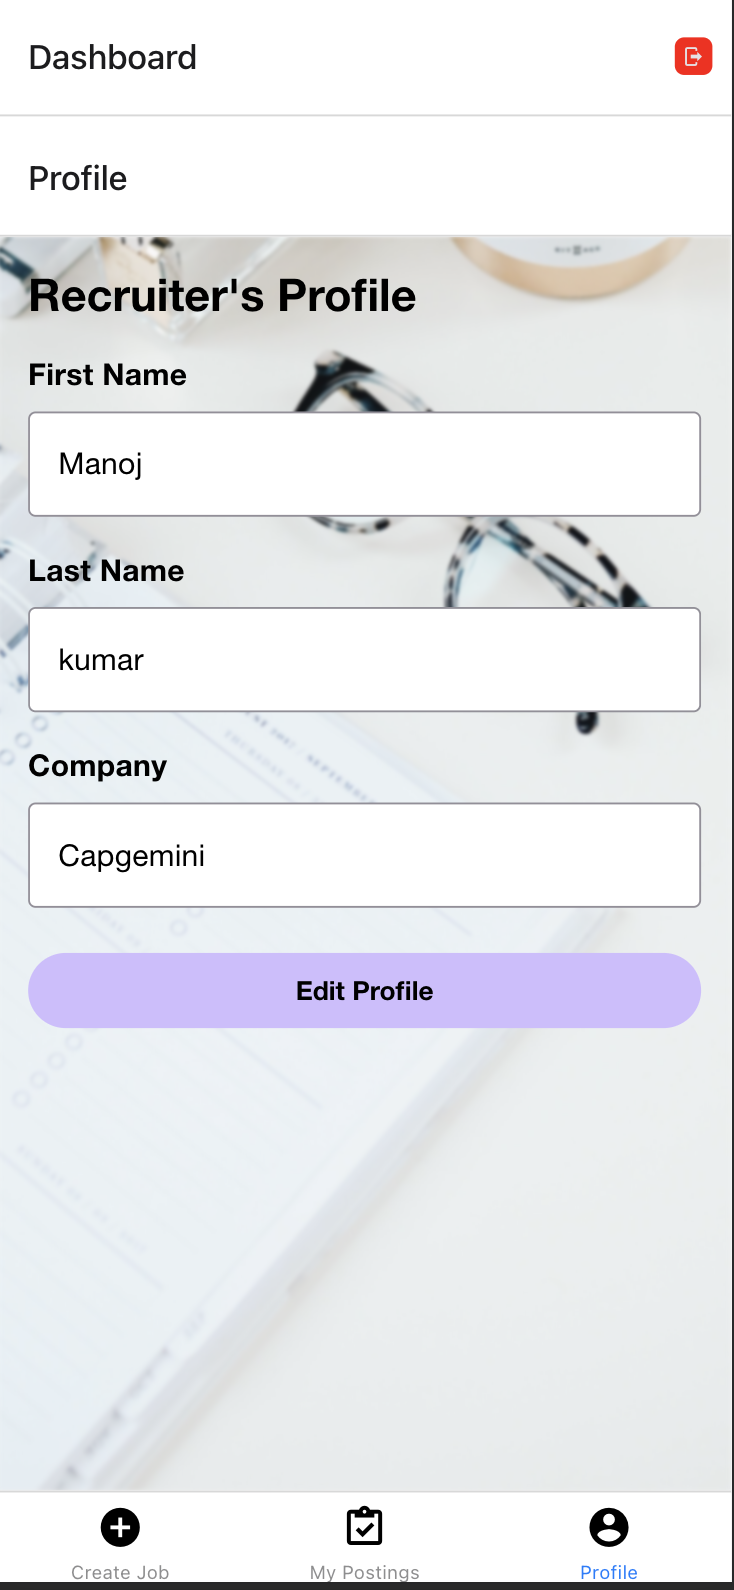 Dashboard
Profile
Recruiter's Profile
First Name
Manoj
Last Name
kumar
Company
Capgemini
Edit Profile
Create Job
My Postings
Profile